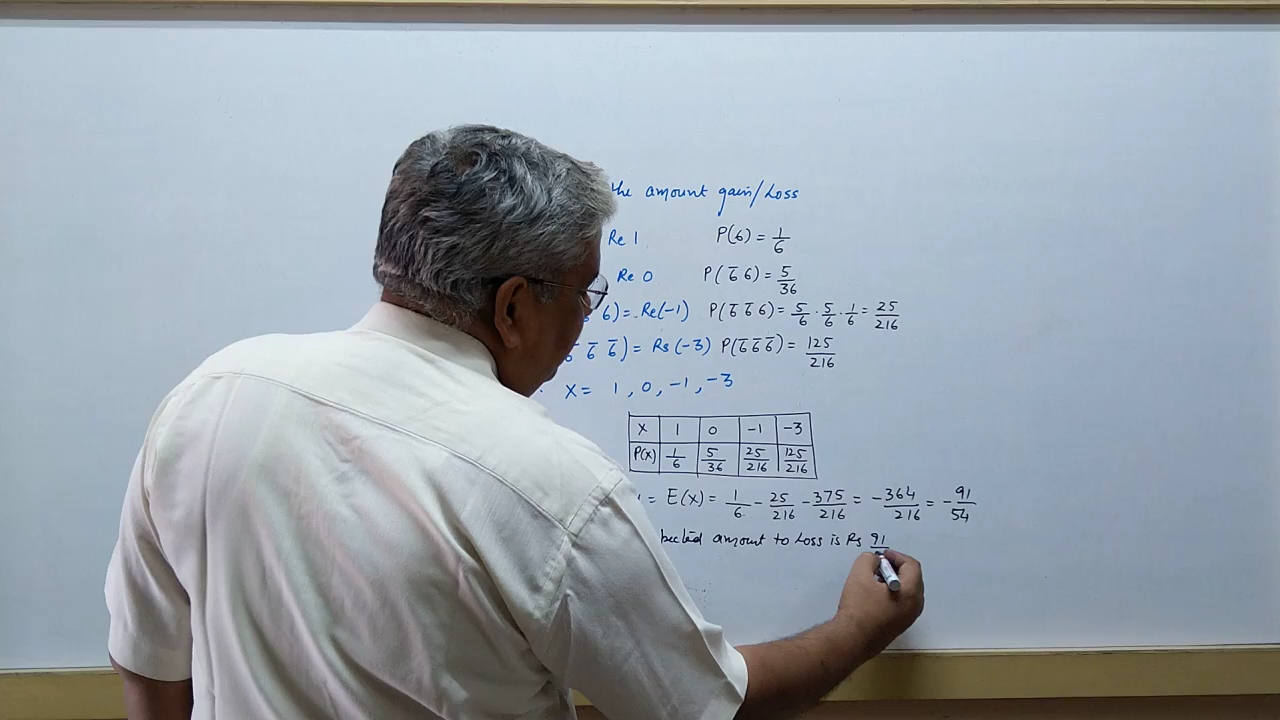 the amount gain/Loss
Re 1 P(6) = 1/6
Re 0 P(6̅ 6) = 5/36
6) = Re(-1) P(6̅ 6̅ 6) = 5/6 · 5/6 · 1/6 = 25/216
6̅ 6̅) = Rs(-3) P(6̅ 6̅ 6̅) = 125/216
X = 1, 0, -1, -3
X 1 0 -1 -3
P(X) 1/6 5/36 25/216 125/216
= E(X) = 1/6 - 25/216 - 375/216 = -364/216 = -91/54
amount to Loss is Rs 91